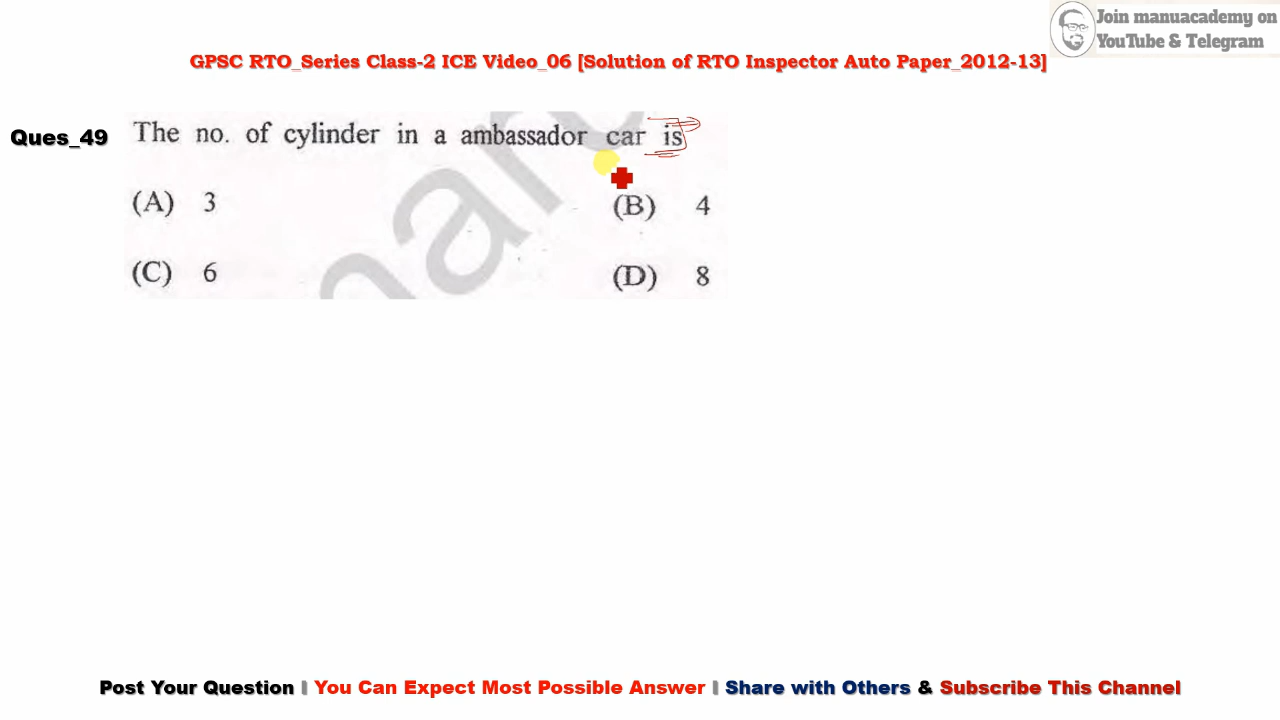 Join manuacademy on
YouTube & Telegram
GPSC RTO_Series Class-2 ICE Video_06 [Solution of RTO Inspector Auto Paper_2012-13]
Ques_49 The no. of cylinder in a ambassador car is
(A) 3 (B) 4
(C) 6 (D) 8
Post Your Question | You Can Expect Most Possible Answer | Share with Others & Subscribe This Channel